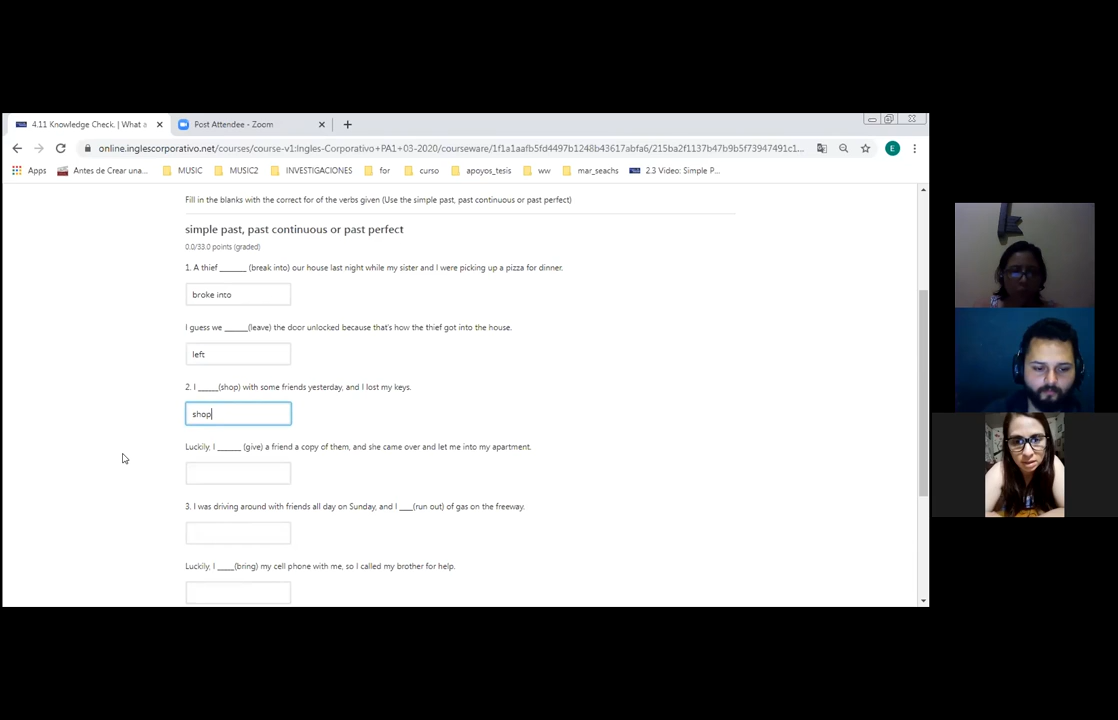 4.11 Knowledge Check. | What a
Post Attendee - Zoom
online.inglescorporativo.net/courses/course-v1:Ingles-Corporativo+PA1+03-2020/courseware/1f1a1aafb5fd4497b1248b43617abfa6/215ba2f1137b47b9b5f73947491c1...
E
Apps
Antes de Crear una...
MUSIC
MUSIC2
INVESTIGACIONES
for
curso
apoyos_tesis
ww
mar_seachs
2.3 Video: Simple P...
Fill in the blanks with the correct for of the verbs given (Use the simple past, past continuous or past perfect)
simple past, past continuous or past perfect
0.0/33.0 points (graded)
1. A thief ______ (break into) our house last night while my sister and I were picking up a pizza for dinner.
broke into
I guess we _____(leave) the door unlocked because that's how the thief got into the house.
left
2. I ____(shop) with some friends yesterday, and I lost my keys.
shop
Luckily, I _____ (give) a friend a copy of them, and she came over and let me into my apartment.
3. I was driving around with friends all day on Sunday, and I ___(run out) of gas on the freeway.
Luckily, I ____(bring) my cell phone with me, so I called my brother for help.